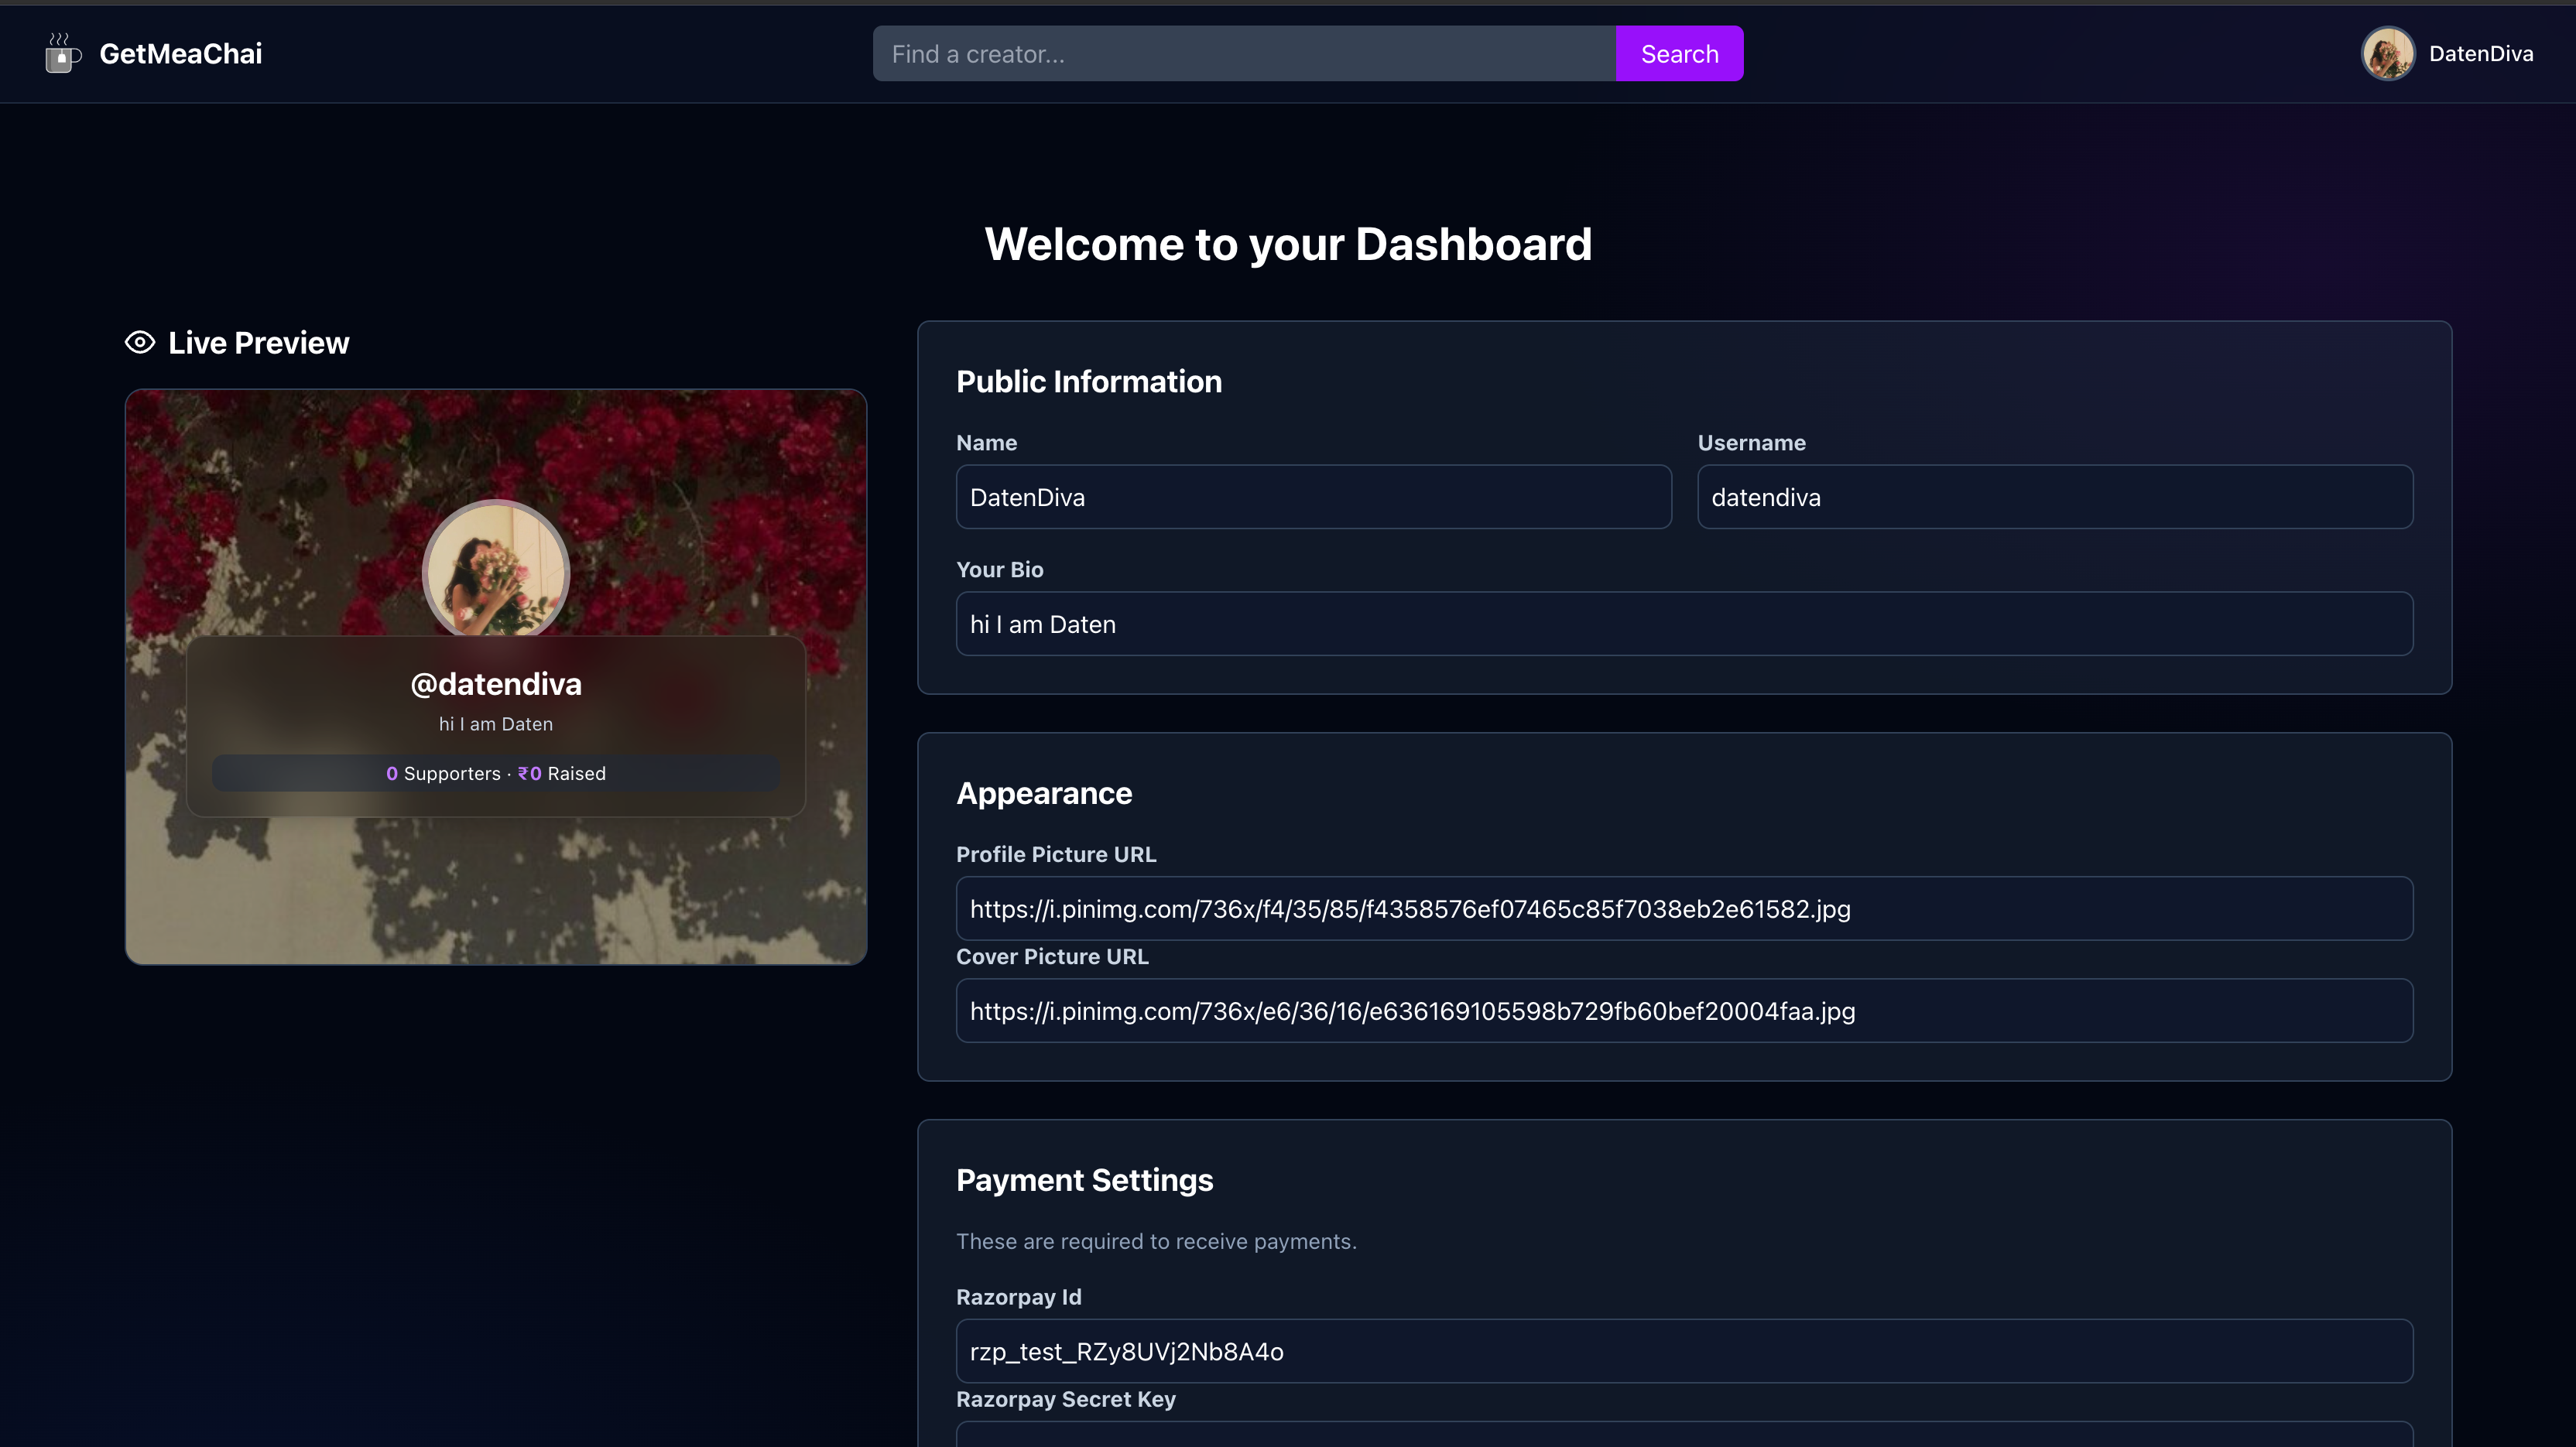 GetMeaChai
Find a creator...
Search
DatenDiva
Welcome to your Dashboard
Live Preview
@datendiva
hi I am Daten
0 Supporters · ₹0 Raised
Public Information
Name
Username
DatenDiva
datendiva
Your Bio
hi I am Daten
Appearance
Profile Picture URL
https://i.pinimg.com/736x/f4/35/85/f4358576ef07465c85f7038eb2e61582.jpg
Cover Picture URL
https://i.pinimg.com/736x/e6/36/16/e636169105598b729fb60bef20004faa.jpg
Payment Settings
These are required to receive payments.
Razorpay Id
rzp_test_RZy8UVj2Nb8A4o
Razorpay Secret Key